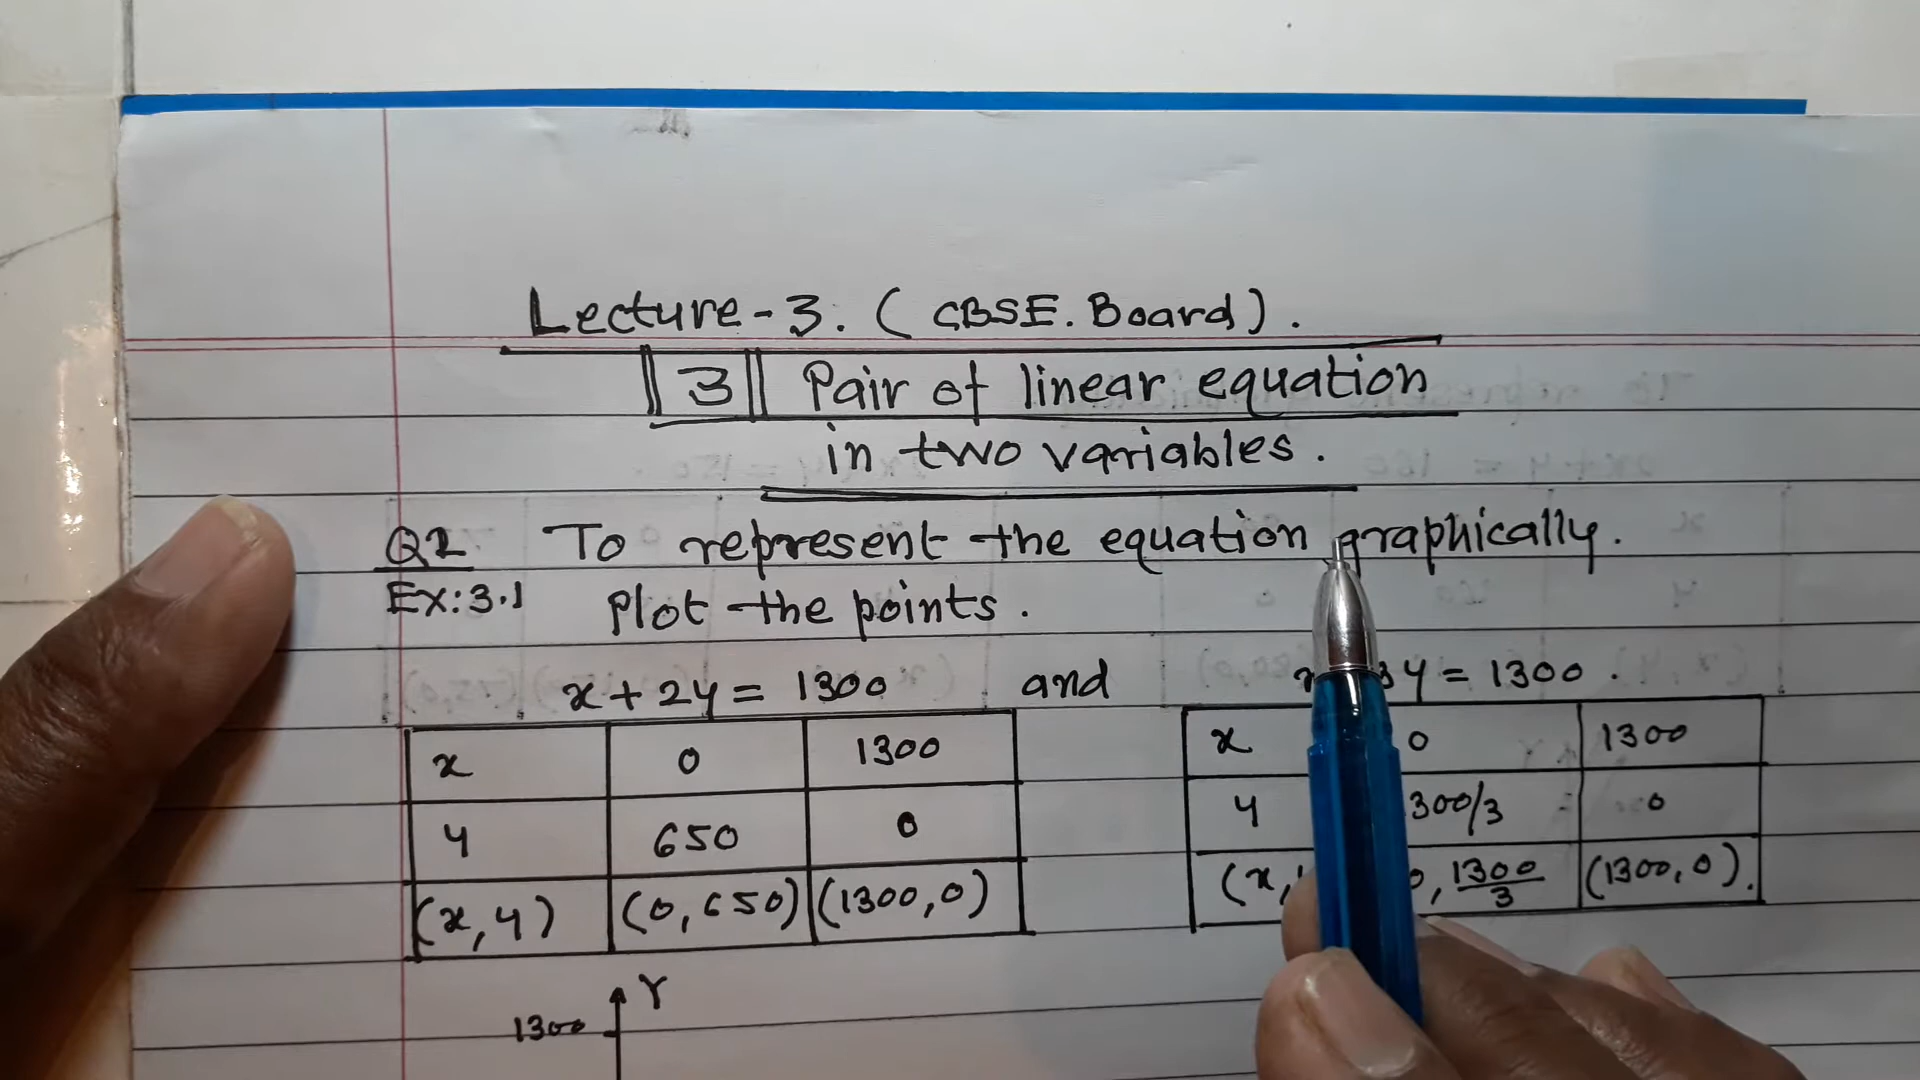 Lecture-3. (CBSE. Board).
3 Pair of linear equation
in two variables.
Q2 To represent the equation graphically.
Ex:3.1 Plot the points.
x + 2y = 1300 and 3y = 1300.
x 0 1300
y 650 0
(x,y) (0,650) (1300,0)
x 0 1300
y 300/3 0
(x, , 1300/3 (1300,0).
Y
1300